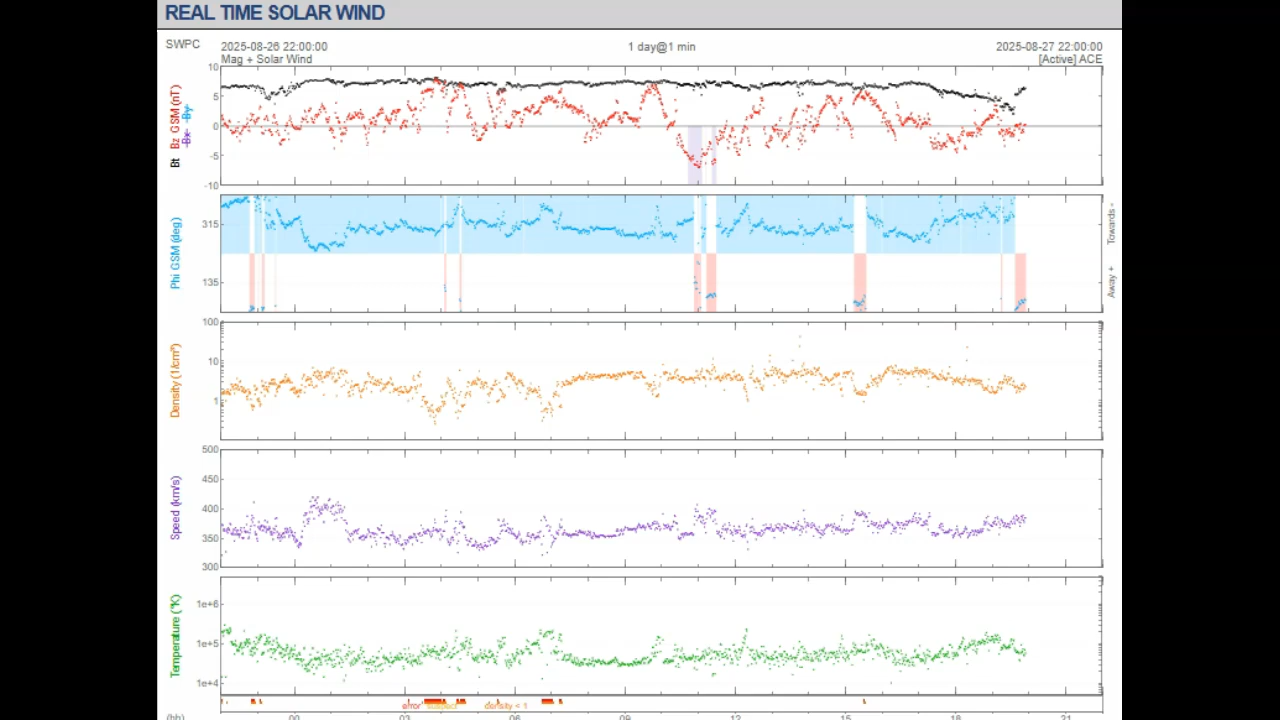 REAL TIME SOLAR WIND
SWPC
2025-08-26 22:00:00
1 day@1 min
2025-08-27 22:00:00
Mag + Solar Wind
[Active] ACE
Bt Bz GSM (nT)
Bx By
10
5
0
-5
-10
Phi GSM (deg)
315
135
Towards -
Away +
Density (1/cm³)
100
10
1
Speed (km/s)
500
450
400
350
300
Temperature (°K)
1e+6
1e+5
1e+4
error suspect density < 1
(hh) 00 03 06 09 12 15 18 21